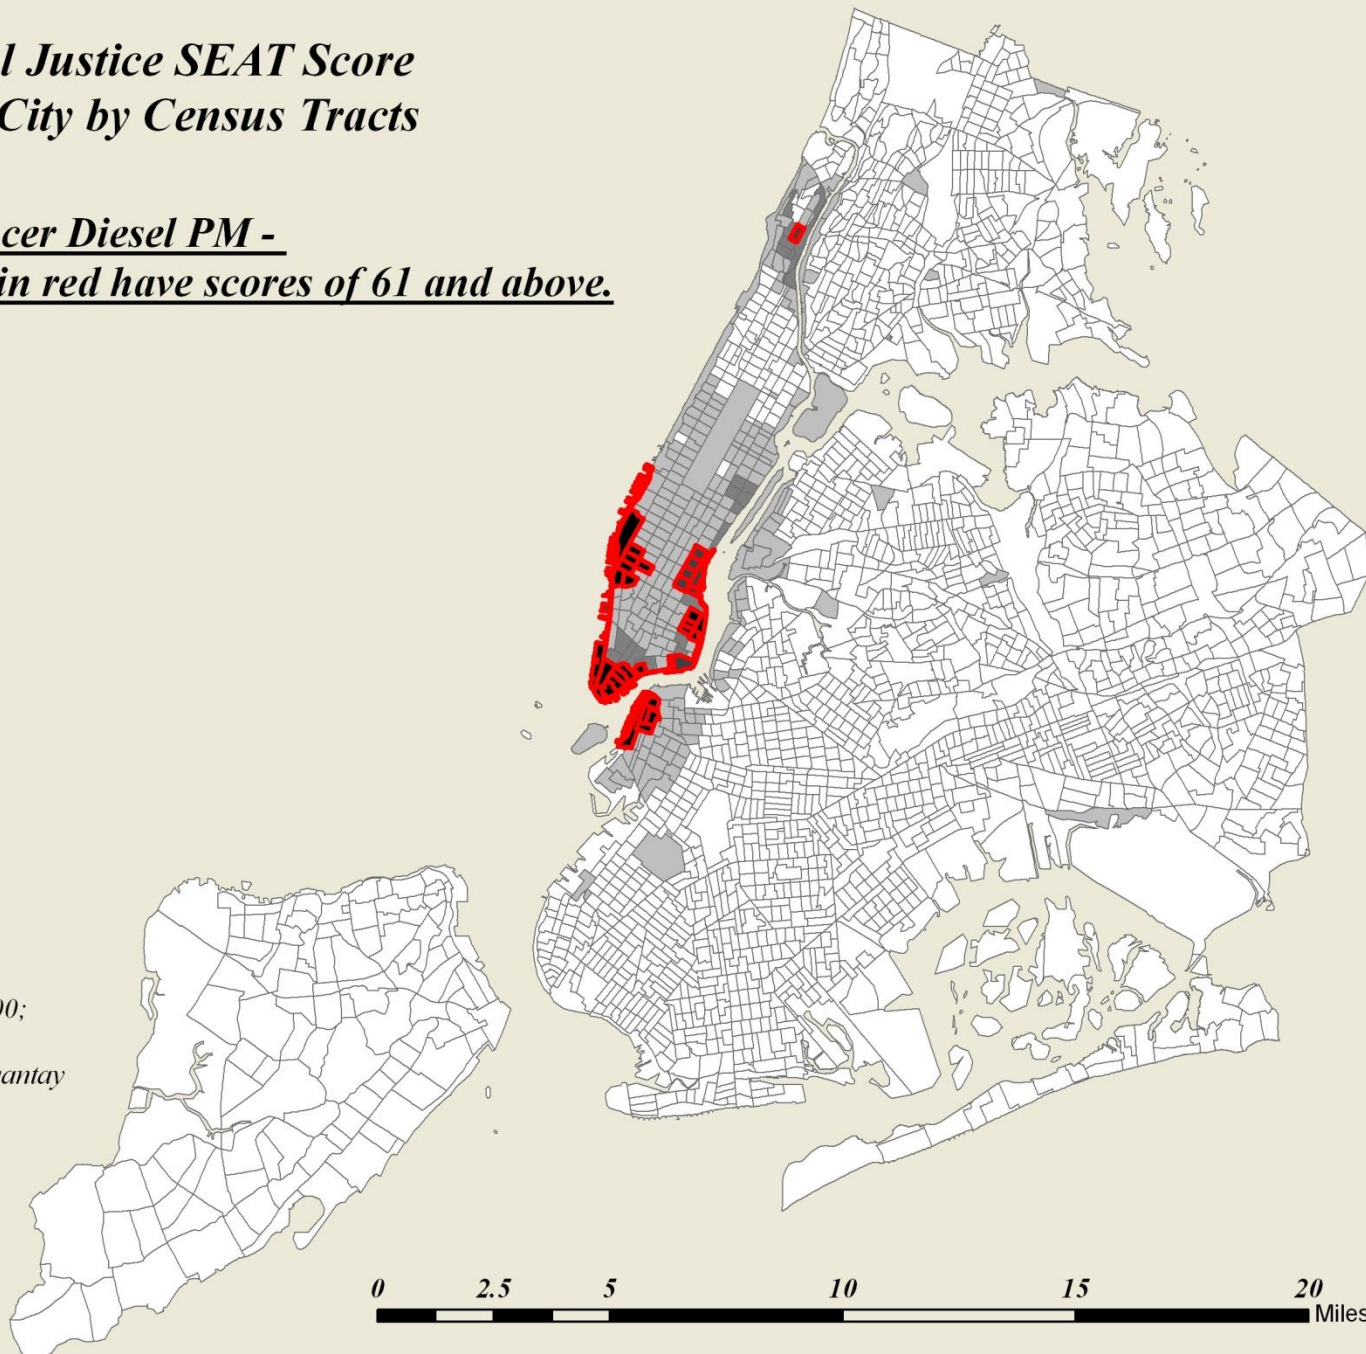 l Justice SEAT Score
City by Census Tracts
cer Diesel PM -
in red have scores of 61 and above.
00;
antay
0 2.5 5 10 15 20
Miles